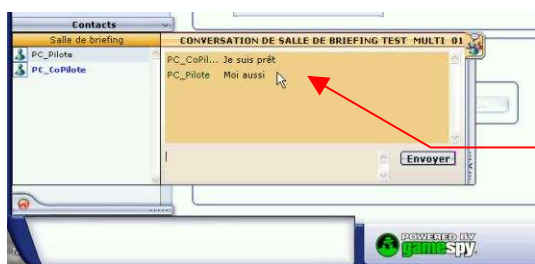 Contacts
Salle de briefing
CONVERSATION DE SALLE DE BRIEFING TEST MULTI 01
PC_Pilote
PC_CoPilote
PC_CoPil... Je suis prêt
PC_Pilote Moi aussi
Envoyer
POWERED BY
gamespy.